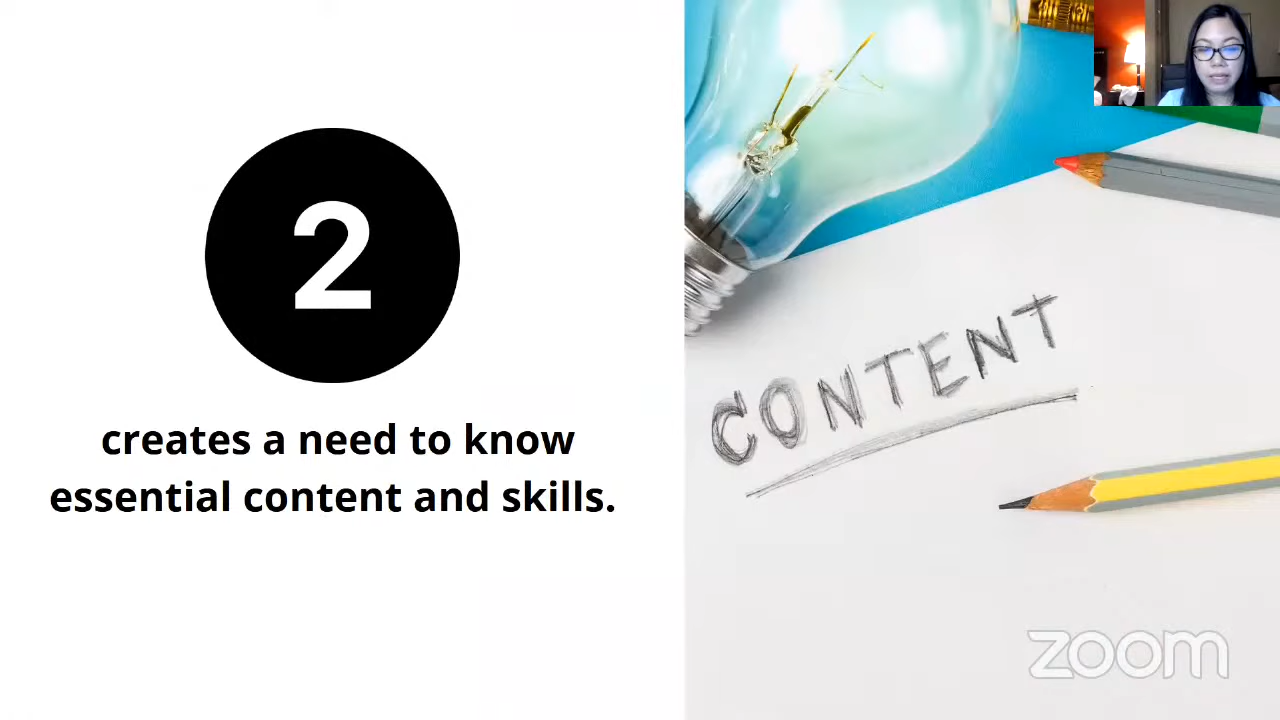 2
creates a need to know
essential content and skills.
CONTENT
zoom